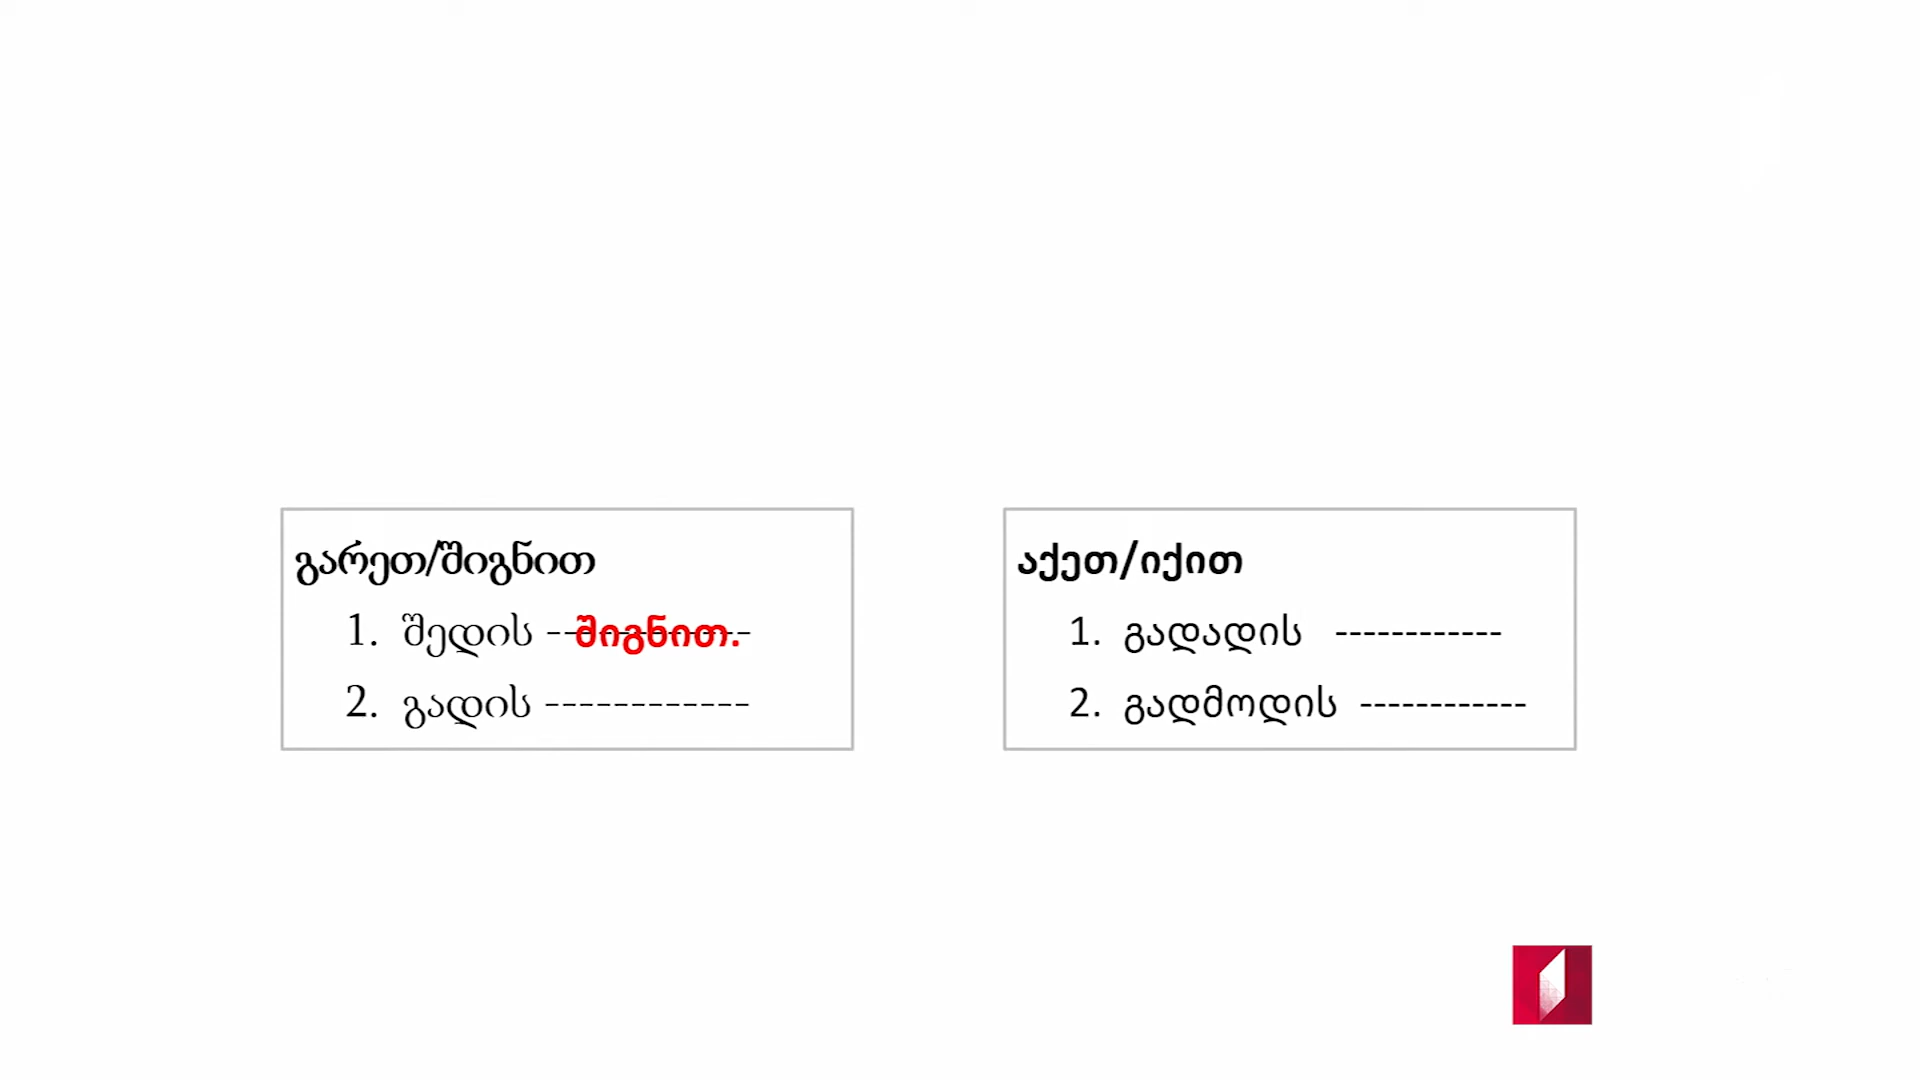 გარეთ/შიგნით
1. შედის --შიგნით.-
2. გადის ------------
აქეთ/იქით
1. გადადის ------------
2. გადმოდის ------------